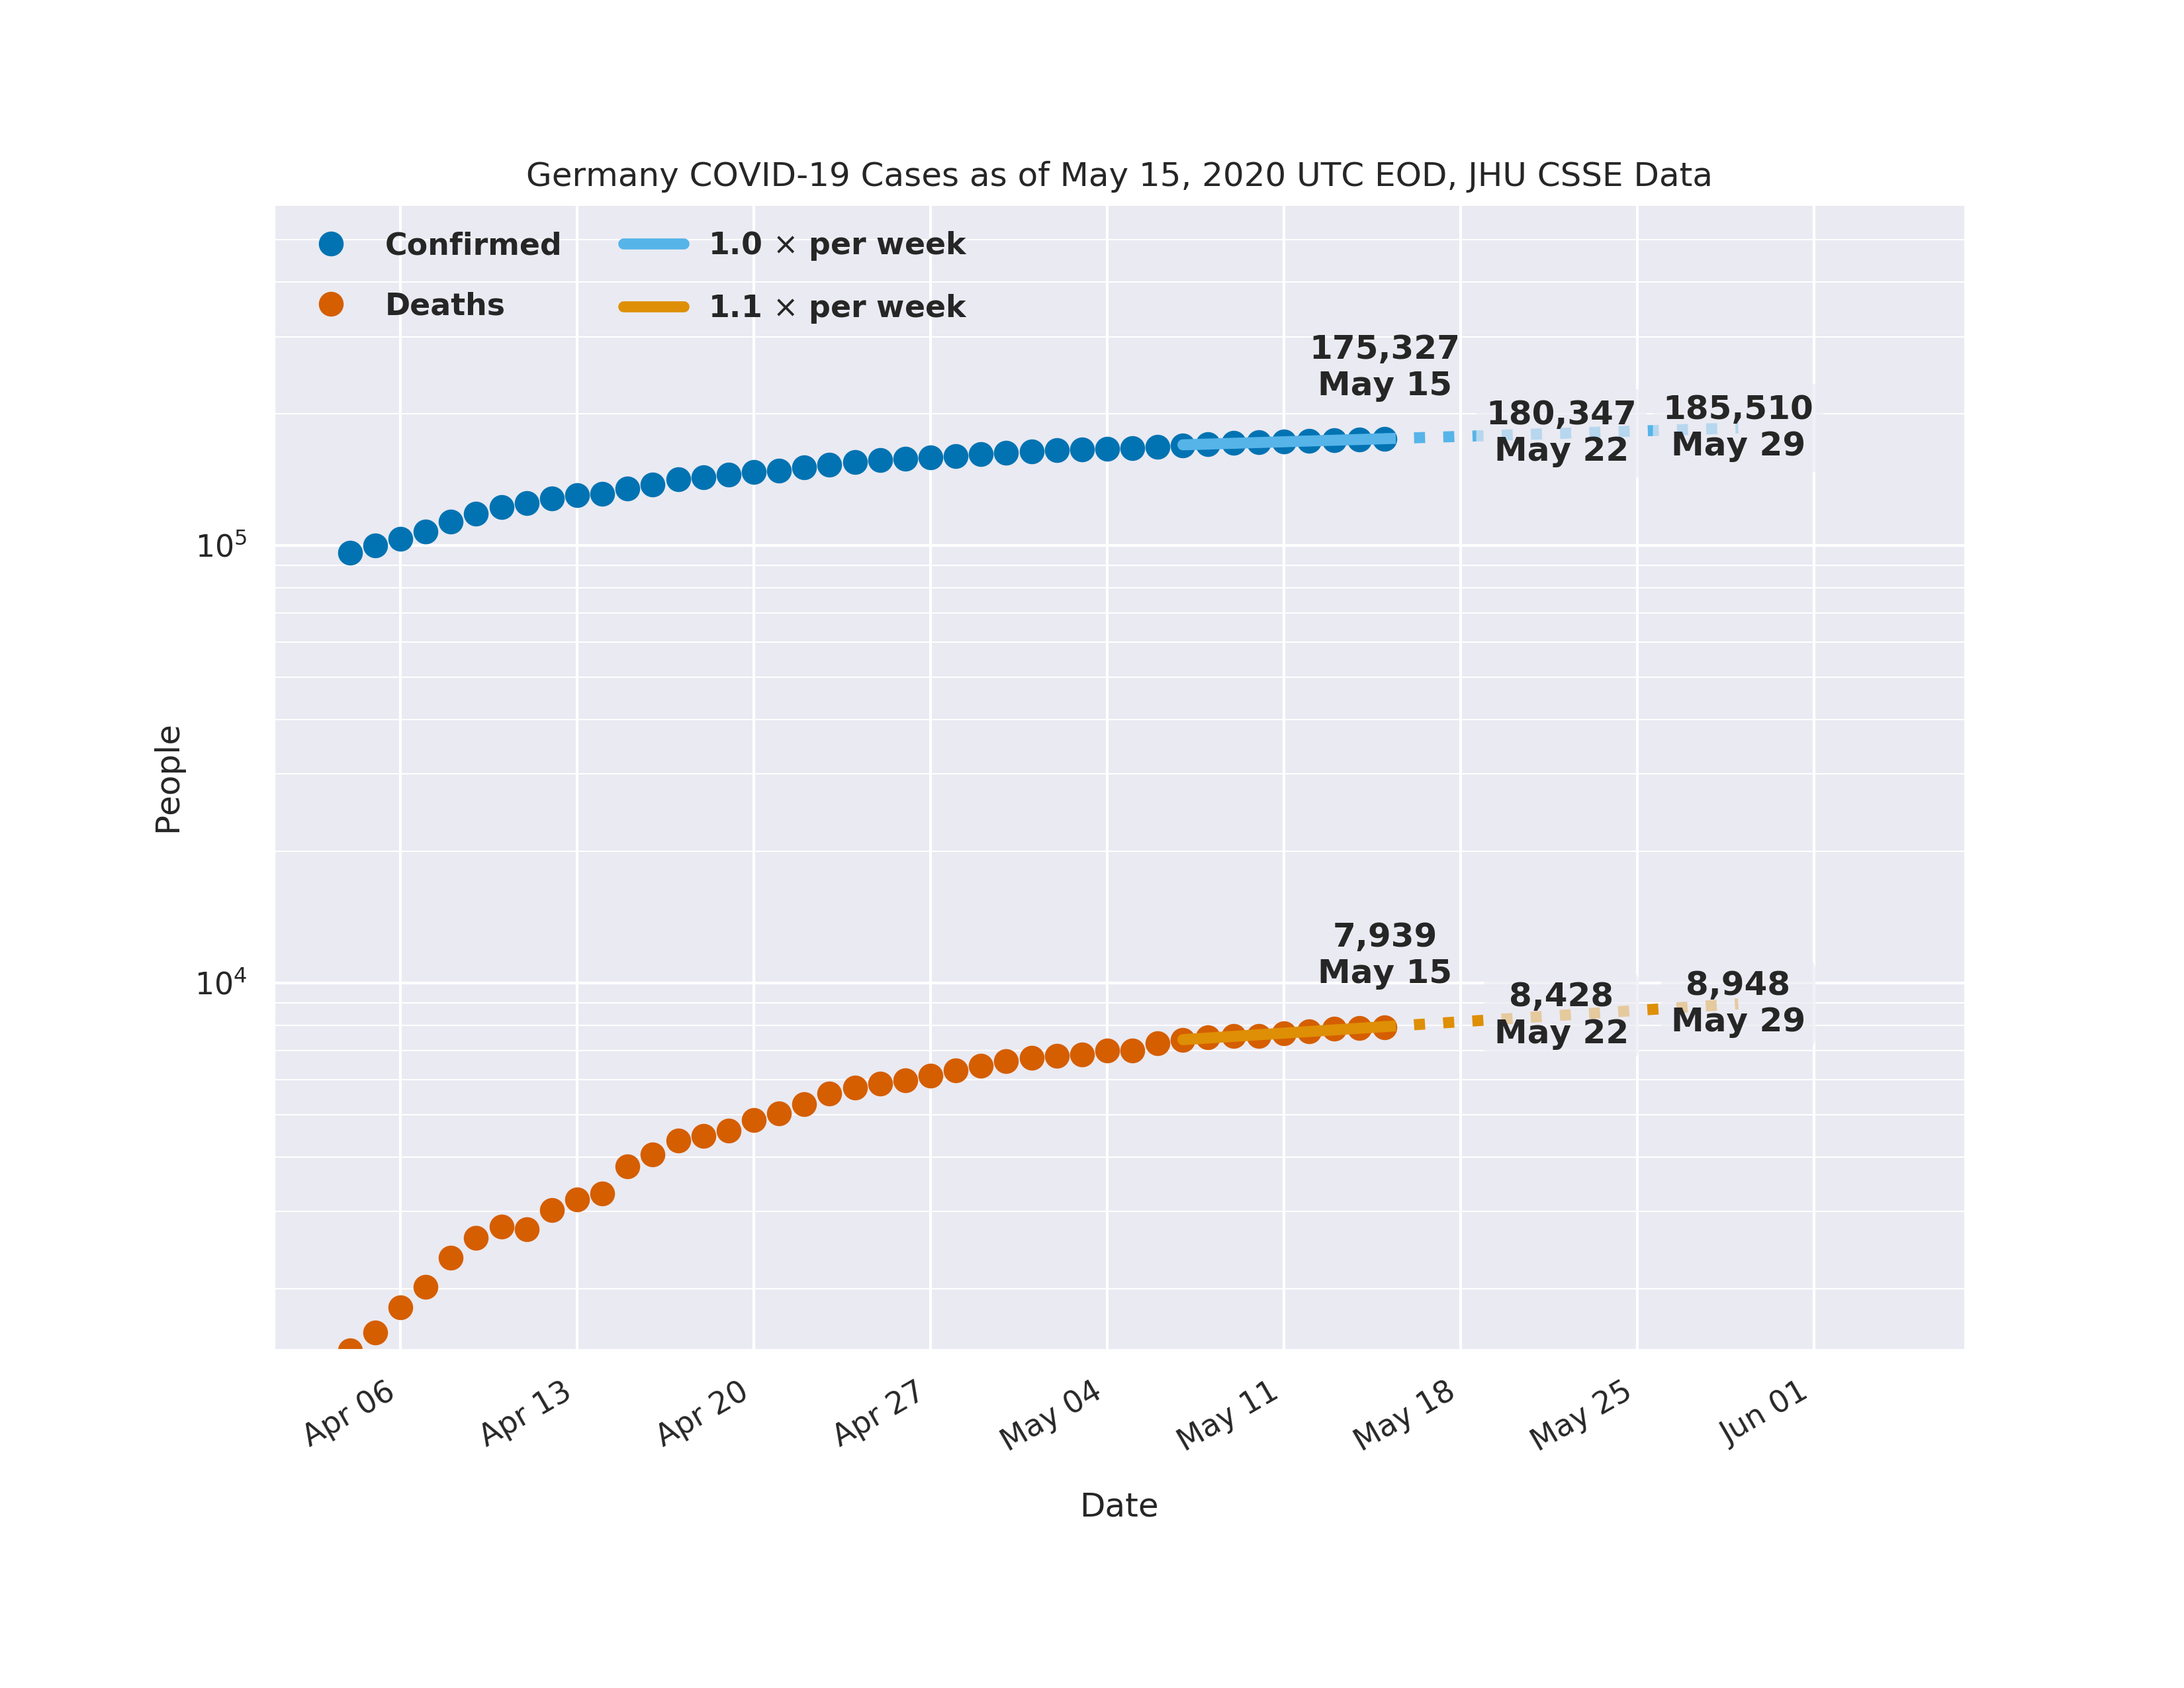 Germany COVID-19 Cases as of May 15, 2020 UTC EOD, JHU CSSE Data
Confirmed
Deaths
1.0 × per week
1.1 × per week
175,327
May 15
180,347
May 22
185,510
May 29
7,939
May 15
8,428
May 22
8,948
May 29
People
10⁵
10⁴
Apr 06
Apr 13
Apr 20
Apr 27
May 04
May 11
May 18
May 25
Jun 01
Date